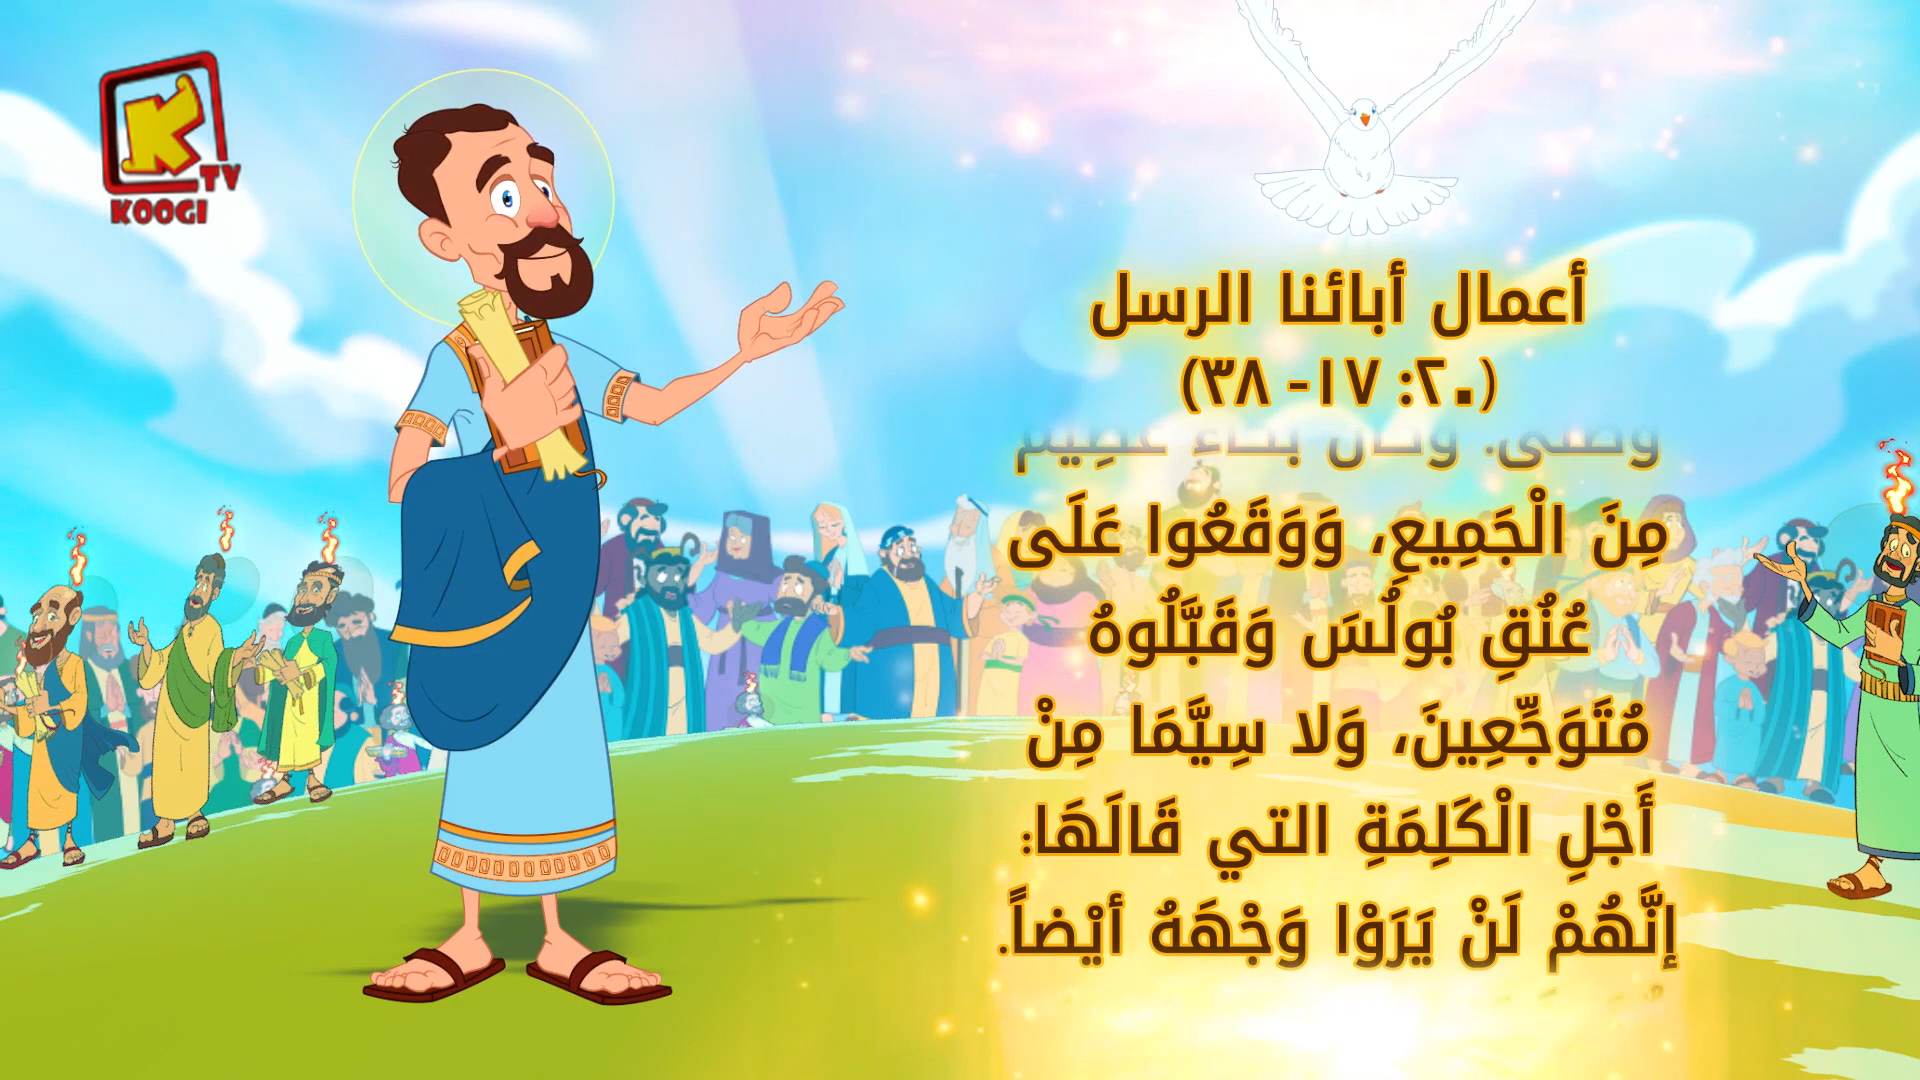 K
TV
KOOGI
أعمال أبائنا الرسل
(٢٠: ١٧- ٣٨)
مِنَ الْجَمِيعِ، وَوَقَعُوا عَلَى
عُنُقِ بُولُسَ وَقَبَّلُوهُ
مُتَوَجِّعِينَ، وَلا سِيَّمَا مِنْ
أَجْلِ الْكَلِمَةِ التي قَالَهَا:
إنَّهُمْ لَنْ يَرَوْا وَجْهَهُ أيْضاً.